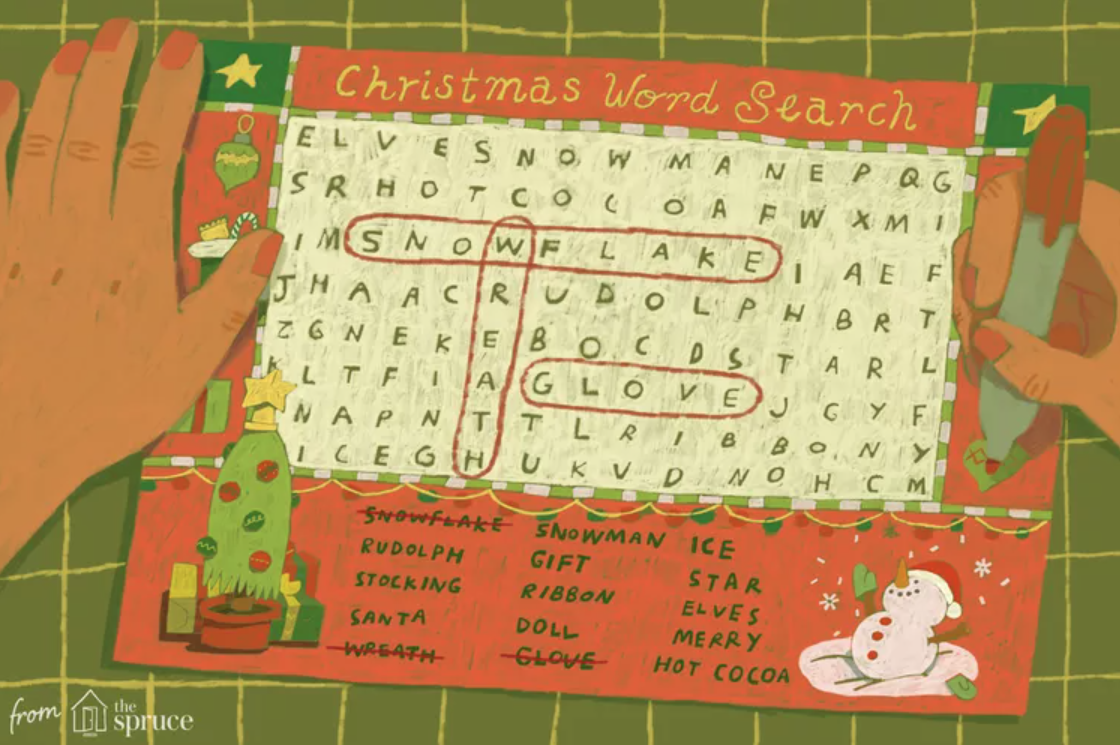 Christmas Word Search
E L V E S N O W M A N E P Q G
S R H O T C O C O A F W X M I
I M S N O W F L A K E I A E F
J H A A C R U D O L P H B R T
Z G N E K E B O C D S T A R L
K L T F I A G L O V E J G Y F
N A P N T T L R I B B O N Y
I C E G H U K V D N O H C M
SNOWFLAKE SNOWMAN ICE
RUDOLPH GIFT STAR
STOCKING RIBBON ELVES
SANTA DOLL MERRY
WREATH GLOVE HOT COCOA
from the spruce